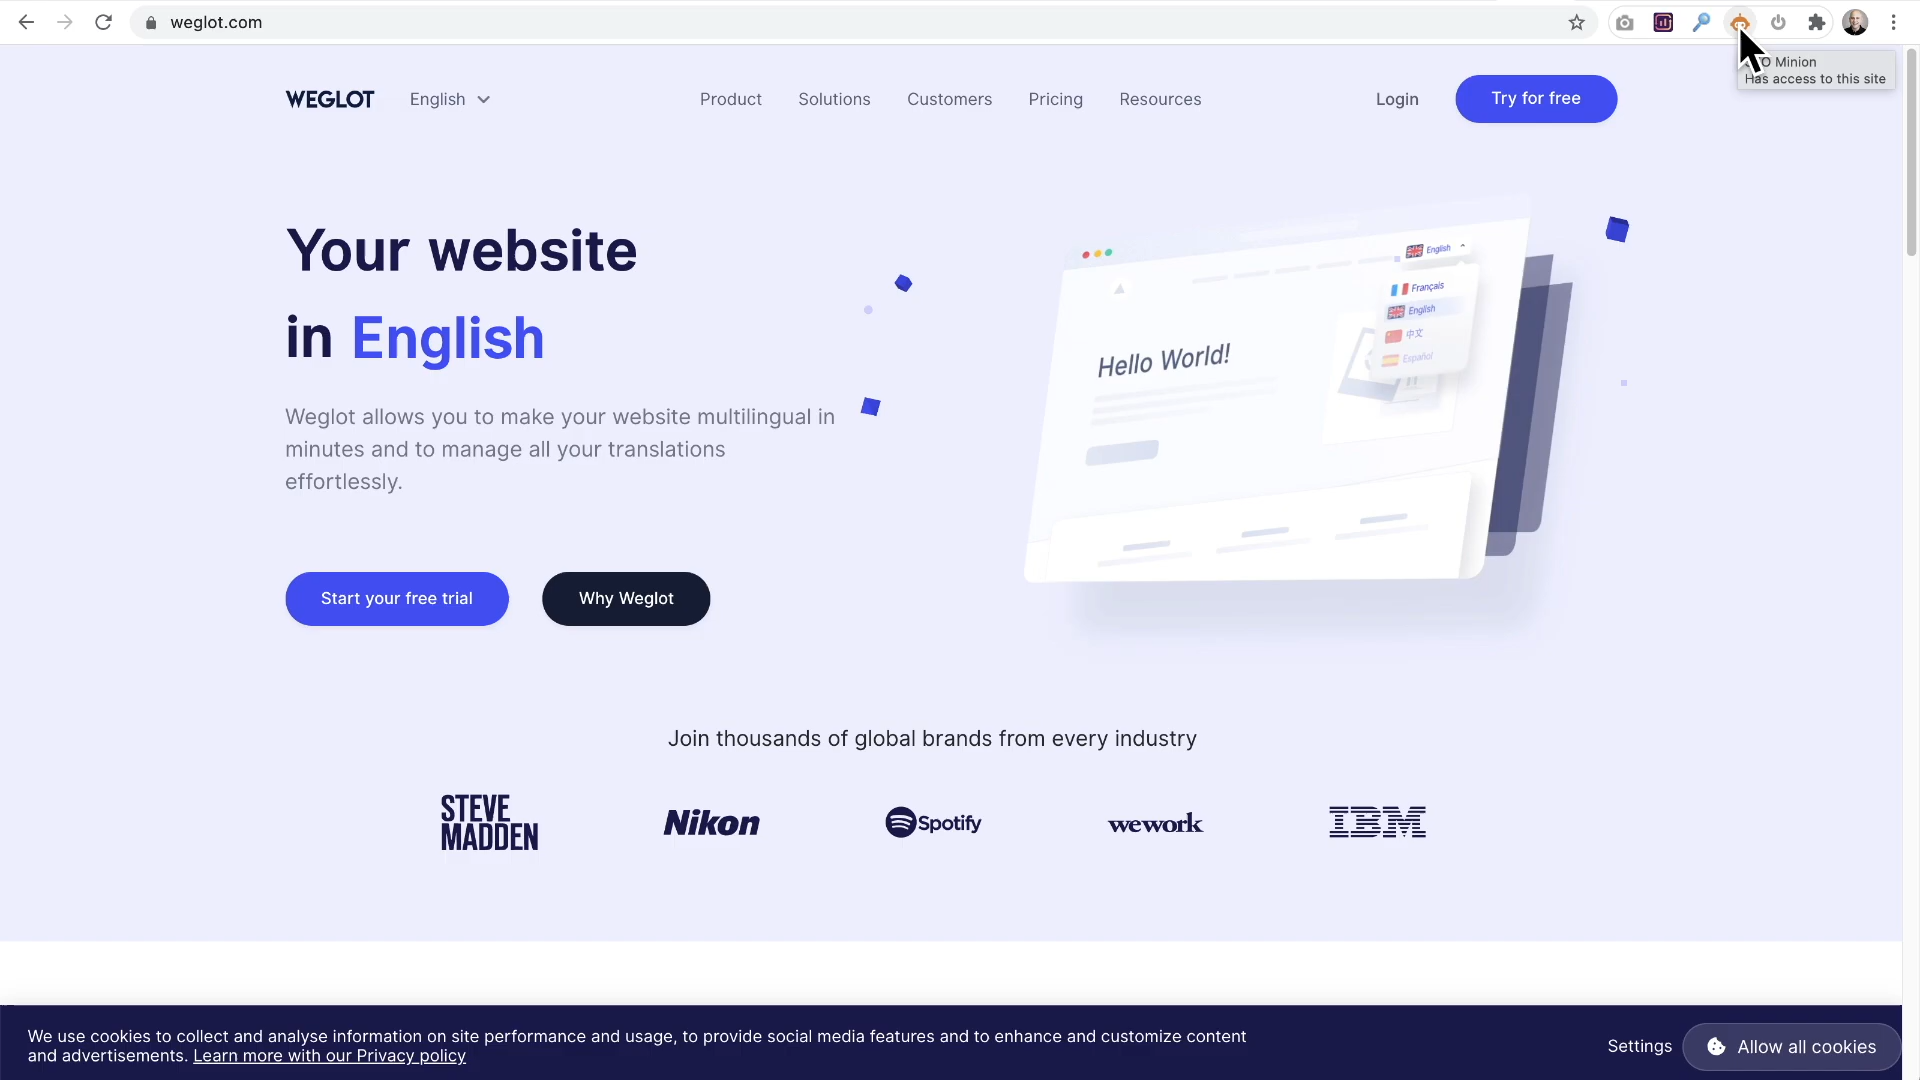 weglot.com
Minion
Has access to this site
WEGLOT
English
Product
Solutions
Customers
Pricing
Resources
Login
Try for free
Your website
in English
Weglot allows you to make your website multilingual in
minutes and to manage all your translations
effortlessly.
Start your free trial
Why Weglot
English
Français
English
中文
Español
Hello World!
Join thousands of global brands from every industry
STEVE
MADDEN
Nikon
Spotify
wework
IBM
We use cookies to collect and analyse information on site performance and usage, to provide social media features and to enhance and customize content
and advertisements. Learn more with our Privacy policy
Settings
Allow all cookies